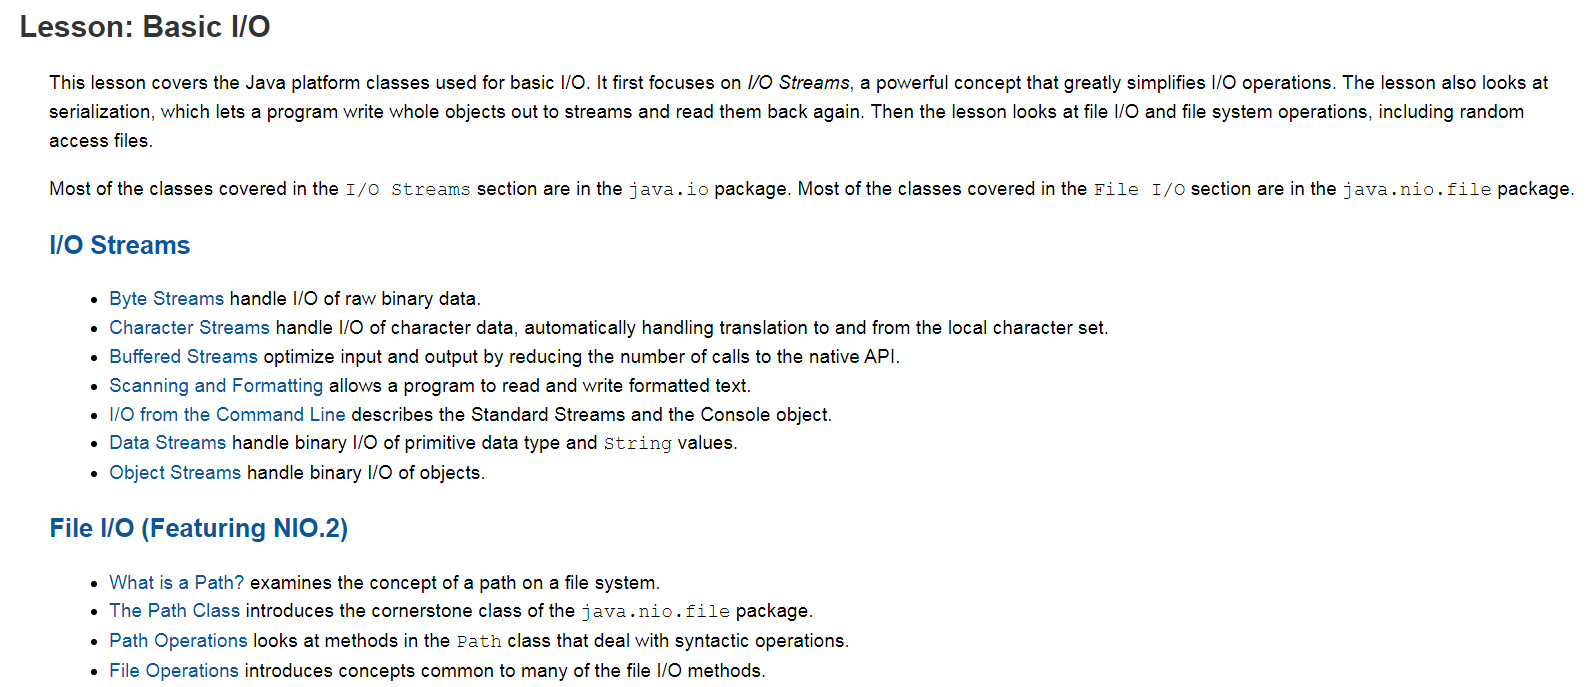 Lesson: Basic I/O
This lesson covers the Java platform classes used for basic I/O. It first focuses on I/O Streams, a powerful concept that greatly simplifies I/O operations. The lesson also looks at
serialization, which lets a program write whole objects out to streams and read them back again. Then the lesson looks at file I/O and file system operations, including random
access files.
Most of the classes covered in the I/O Streams section are in the java.io package. Most of the classes covered in the File I/O section are in the java.nio.file package.
I/O Streams
• Byte Streams handle I/O of raw binary data.
• Character Streams handle I/O of character data, automatically handling translation to and from the local character set.
• Buffered Streams optimize input and output by reducing the number of calls to the native API.
• Scanning and Formatting allows a program to read and write formatted text.
• I/O from the Command Line describes the Standard Streams and the Console object.
• Data Streams handle binary I/O of primitive data type and String values.
• Object Streams handle binary I/O of objects.
File I/O (Featuring NIO.2)
• What is a Path? examines the concept of a path on a file system.
• The Path Class introduces the cornerstone class of the java.nio.file package.
• Path Operations looks at methods in the Path class that deal with syntactic operations.
• File Operations introduces concepts common to many of the file I/O methods.